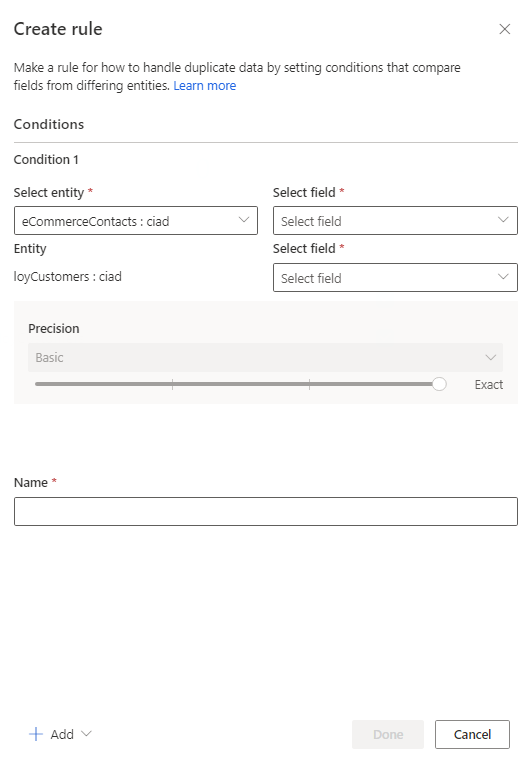 Create rule
Make a rule for how to handle duplicate data by setting conditions that compare
fields from differing entities. Learn more
Conditions
Condition 1
Select entity * Select field *
eCommerceContacts : ciad Select field
Entity Select field *
loyCustomers : ciad Select field
Precision
Basic
Exact
Name *
Add Done Cancel